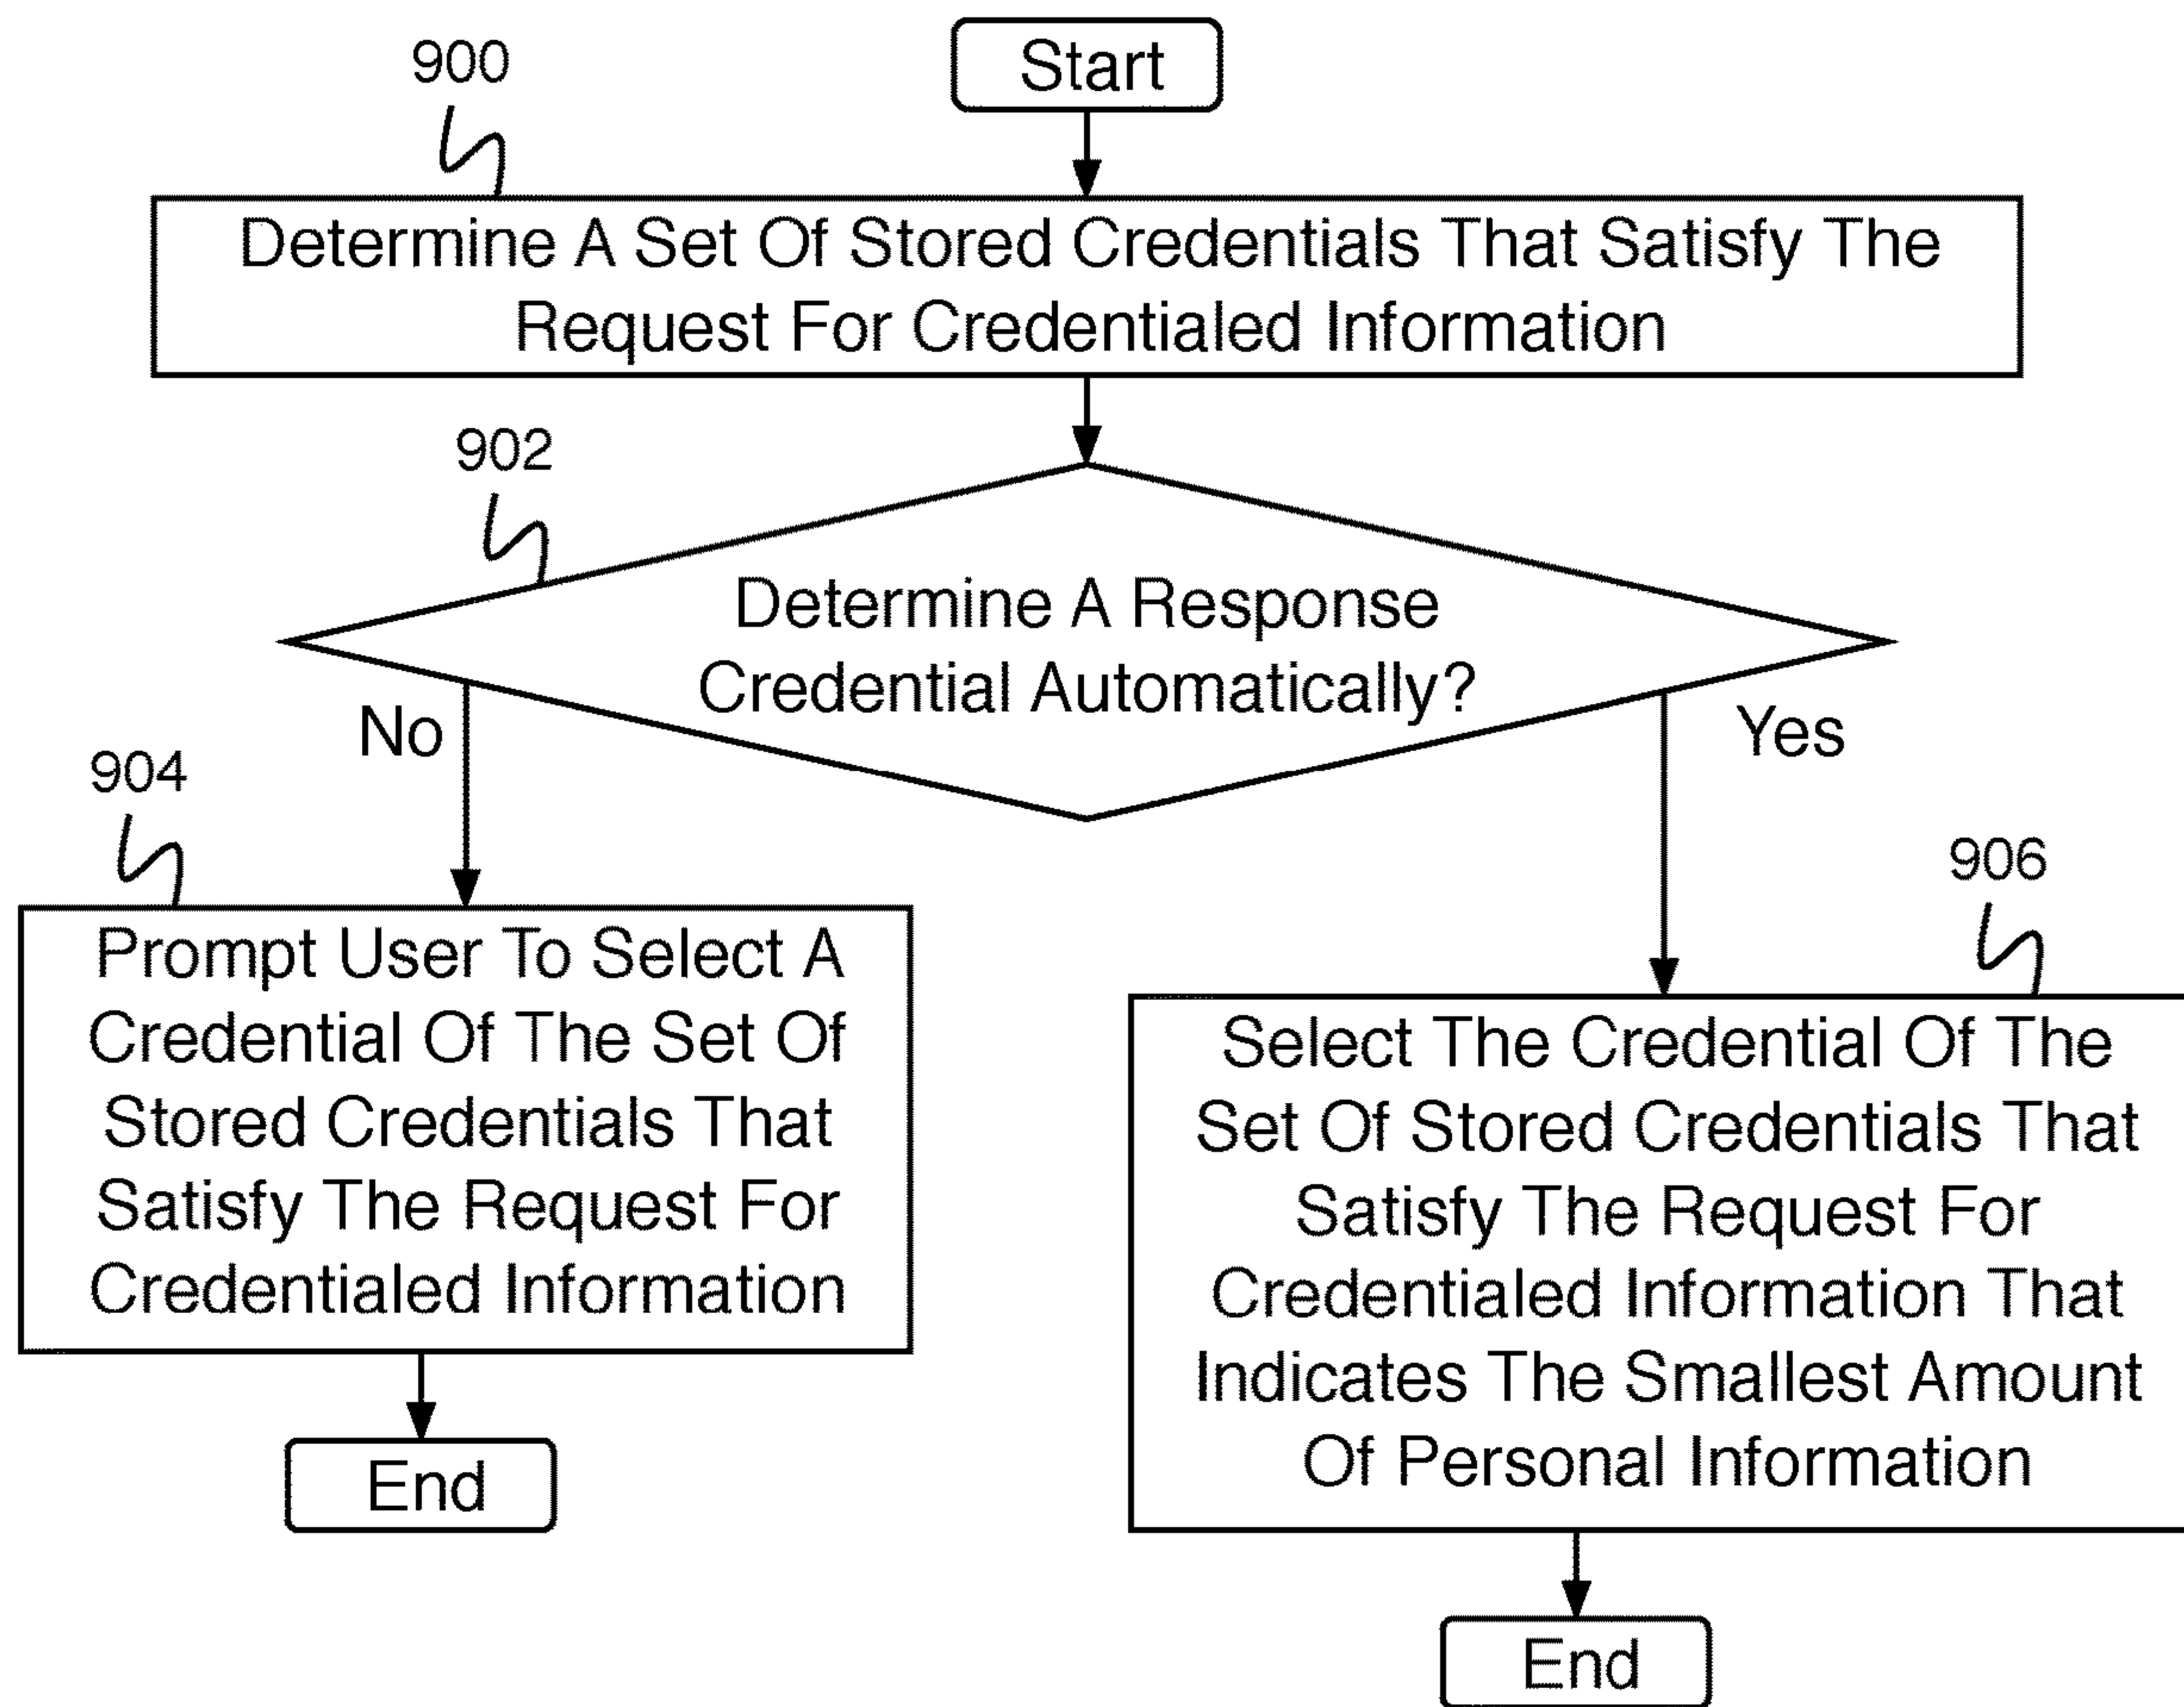 Start
900
Determine A Set Of Stored Credentials That Satisfy The
Request For Credentialed Information
902
Determine A Response
Credential Automatically?
No
Yes
904
Prompt User To Select A
Credential Of The Set Of
Stored Credentials That
Satisfy The Request For
Credentialed Information
End
906
Select The Credential Of The
Set Of Stored Credentials That
Satisfy The Request For
Credentialed Information That
Indicates The Smallest Amount
Of Personal Information
End